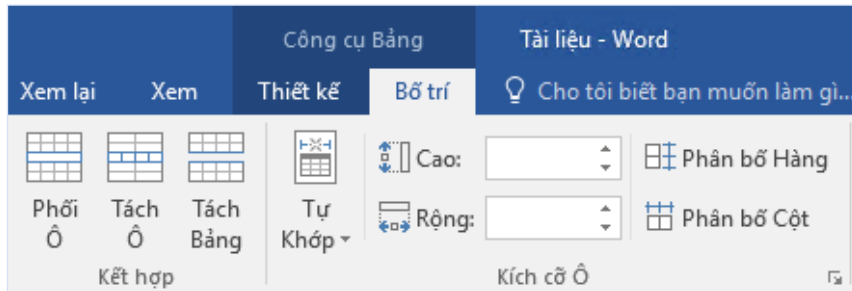 Công cụ Bảng Tài liệu - Word
Xem lại Xem Thiết kế Bố trí Cho tôi biết bạn muốn làm gì...
Phối Ô
Tách Ô
Tách Bảng
Tự Khớp
Cao:
Rộng:
Phân bố Hàng
Phân bố Cột
Kết hợp
Kích cỡ Ô